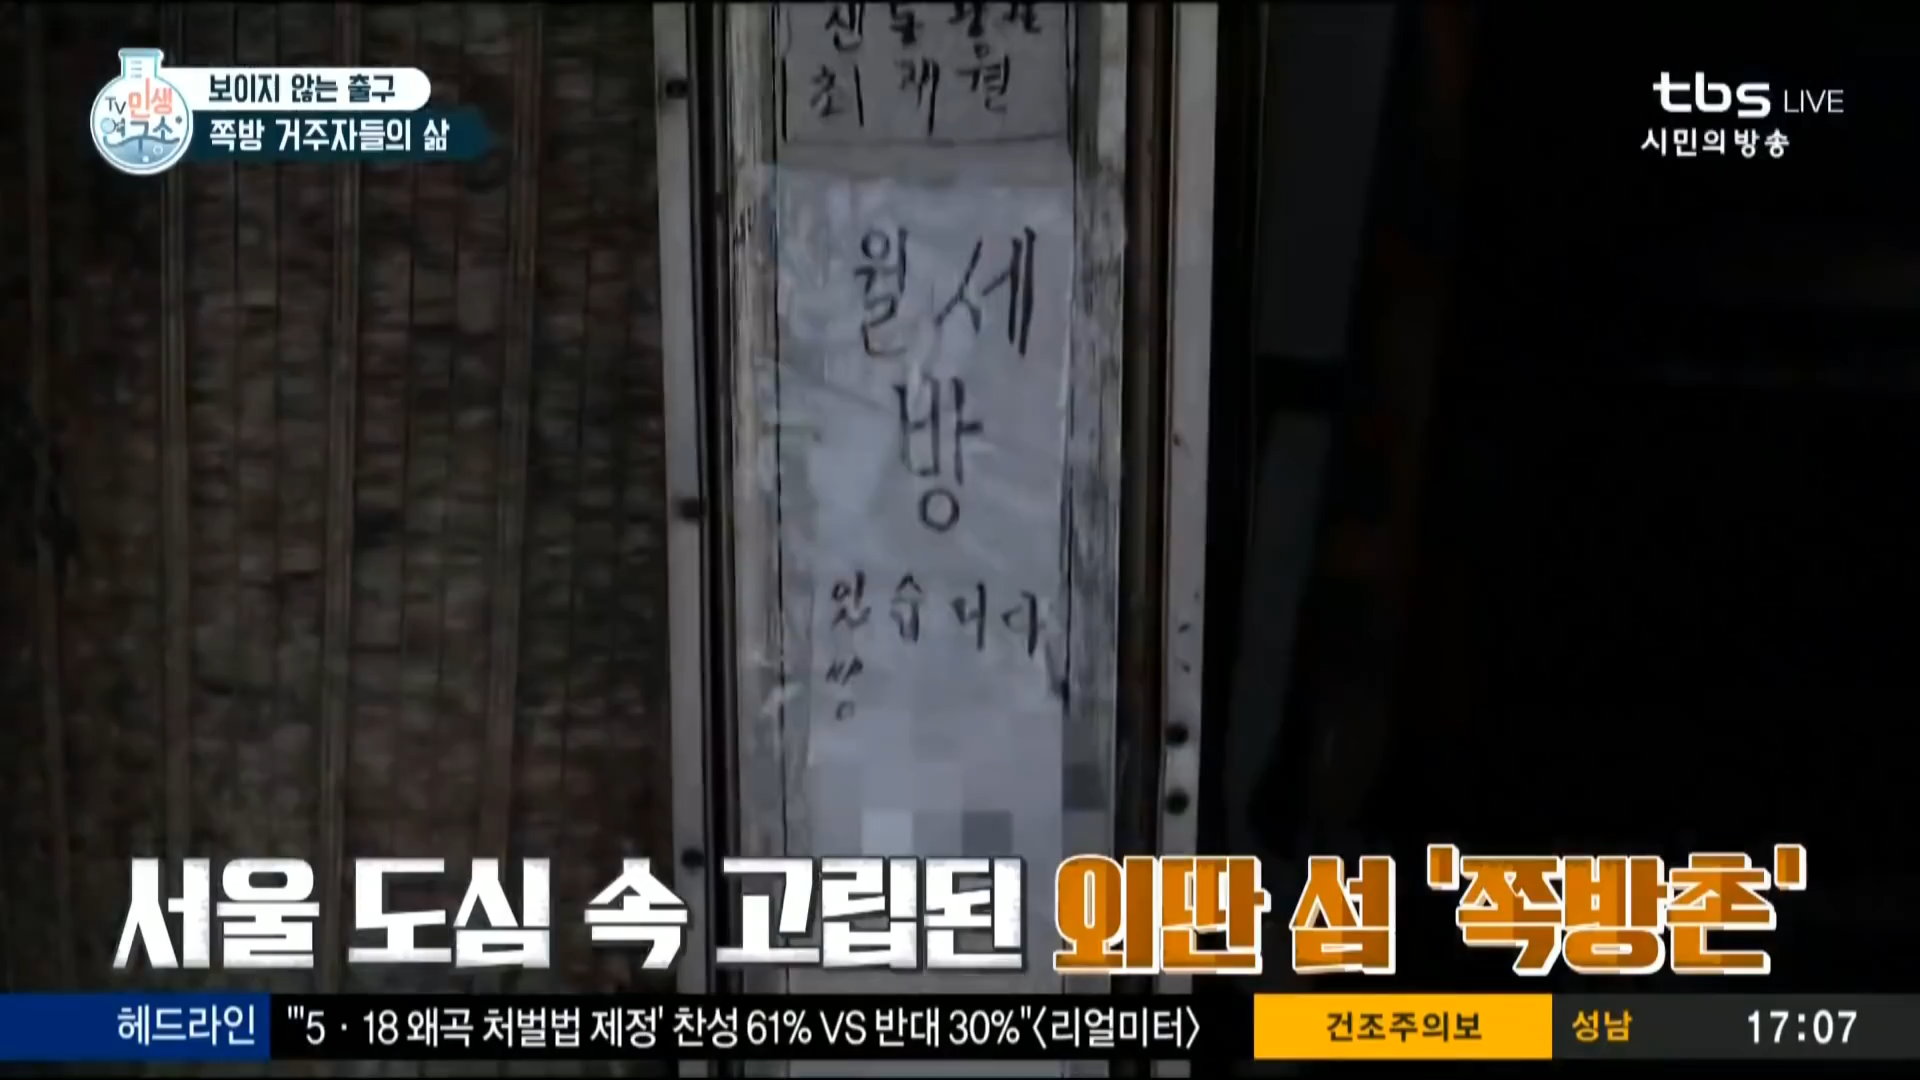 TV 민생
연구소
보이지 않는 출구
쪽방 거주자들의 삶
tbs LIVE
시민의방송
월세
방
있습니다
쌍
서울 도심 속 고립된 외딴 섬 '쪽방촌'
헤드라인 "'5·18 왜곡 처벌법 제정' 찬성 61% VS 반대 30%"〈리얼미터〉 건조주의보 성남 17:07